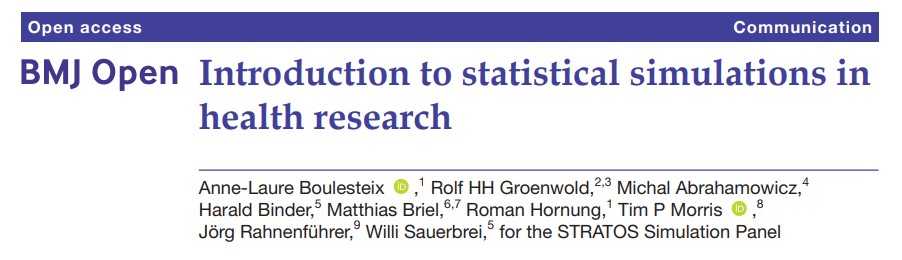 Open access Communication
BMJ Open Introduction to statistical simulations in
health research
Anne-Laure Boulesteix iD ,1 Rolf HH Groenwold,2,3 Michal Abrahamowicz,4
Harald Binder,5 Matthias Briel,6,7 Roman Hornung,1 Tim P Morris iD ,8
Jörg Rahnenführer,9 Willi Sauerbrei,5 for the STRATOS Simulation Panel